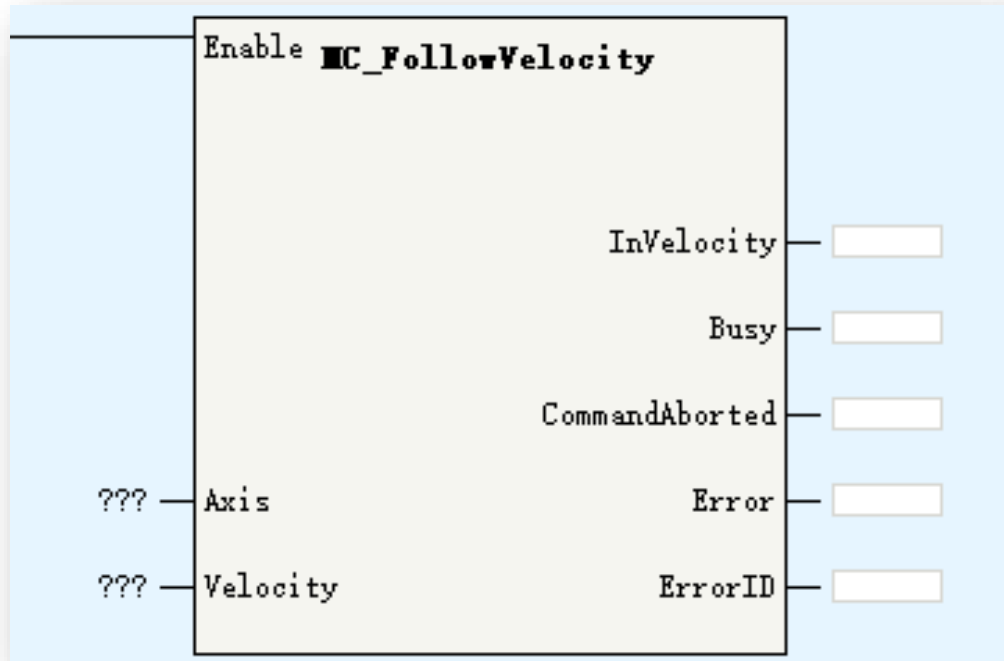 Enable MC_FollowVelocity
InVelocity
Busy
CommandAborted
??? Axis Error
??? Velocity ErrorID